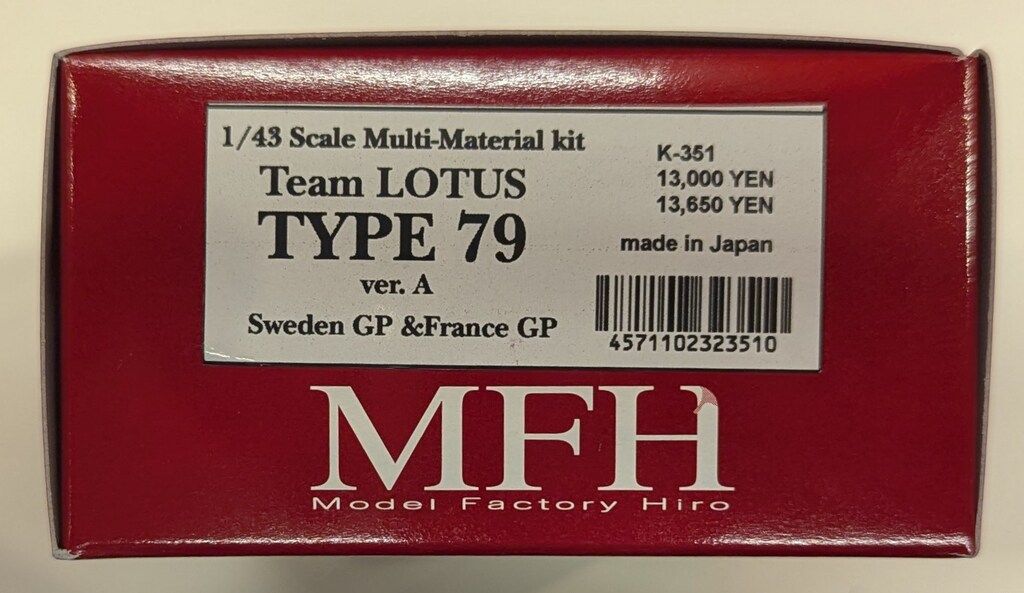 1/43 Scale Multi-Material kit
Team LOTUS
TYPE 79
ver. A
Sweden GP &France GP
K-351
13,000 YEN
13,650 YEN
made in Japan
4571102323510
MFH
Model Factory Hiro